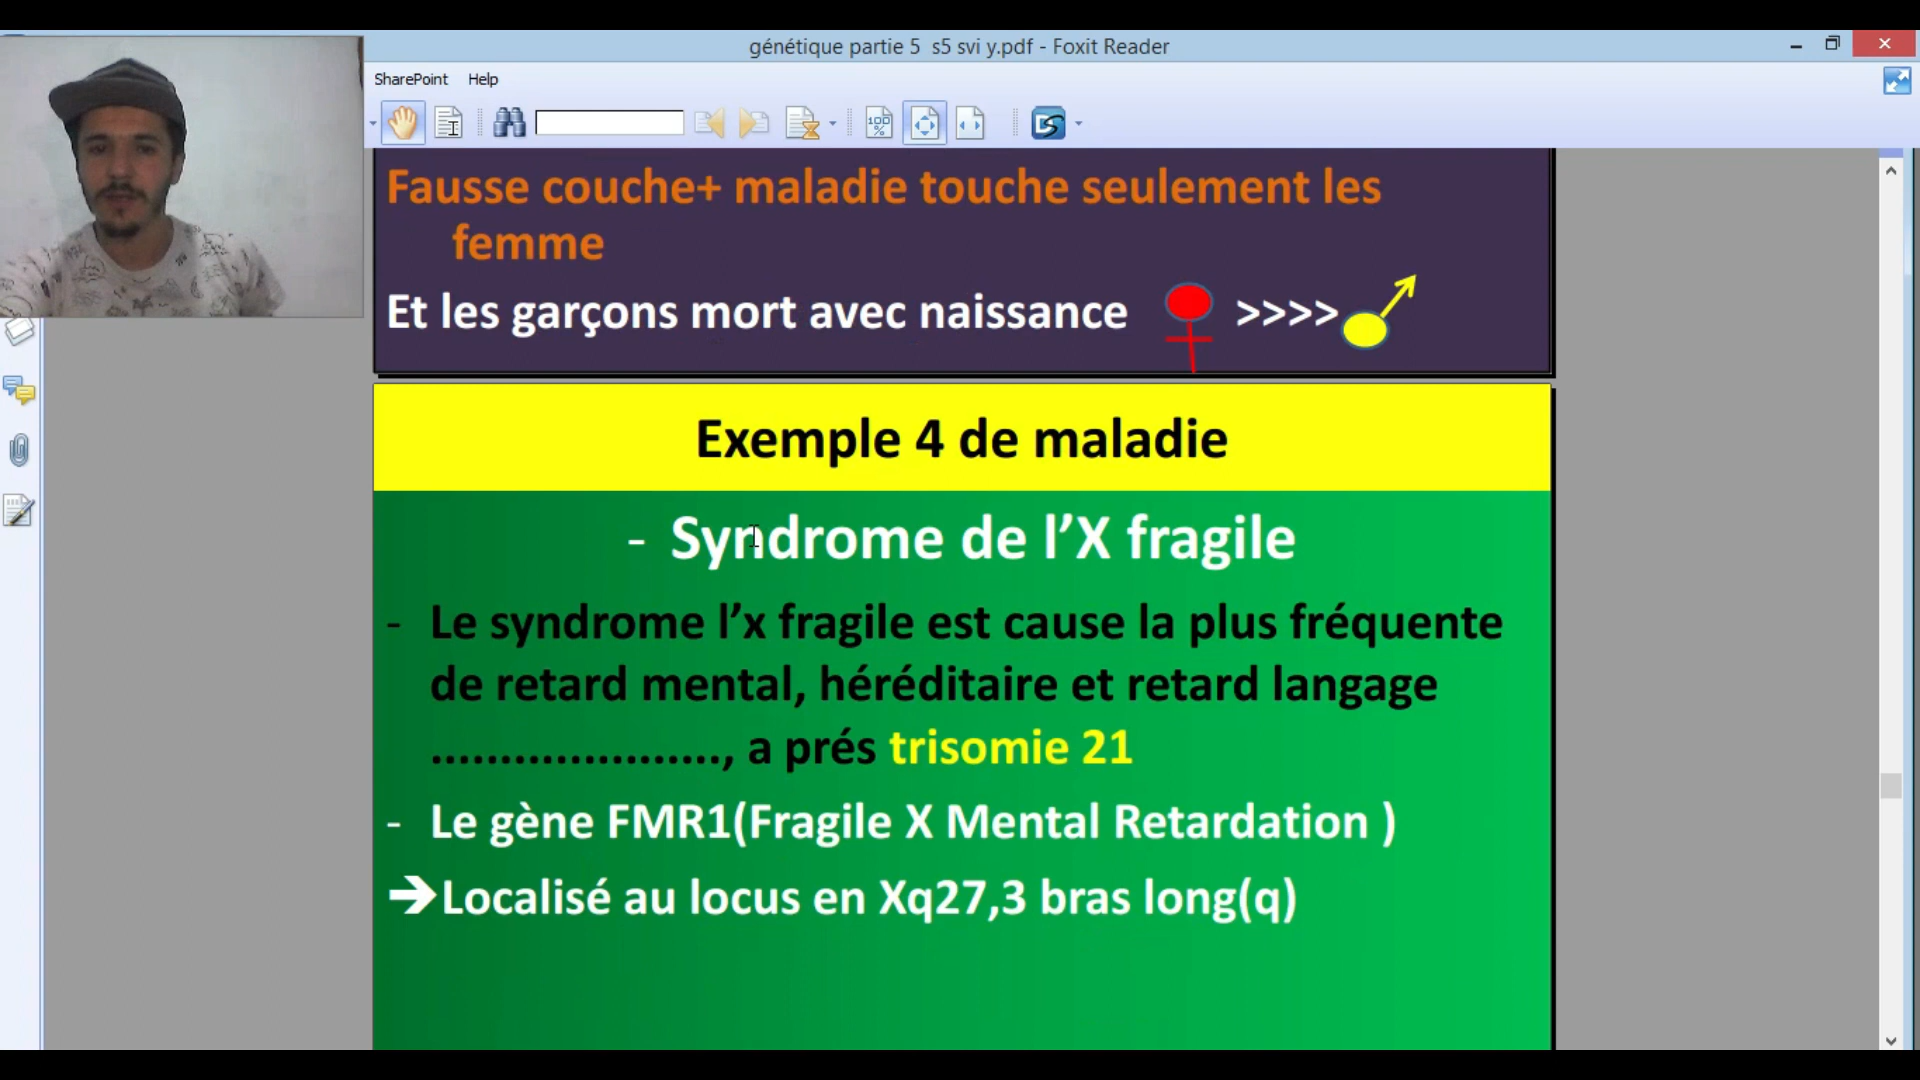 génétique partie 5  s5 svi y.pdf - Foxit Reader
SharePoint Help
Fausse couche+ maladie touche seulement les
femme
Et les garçons mort avec naissance >>>>
Exemple 4 de maladie
- Syndrome de l’X fragile
- Le syndrome l’x fragile est cause la plus fréquente
de retard mental, héréditaire et retard langage
....................., a prés trisomie 21
- Le gène FMR1(Fragile X Mental Retardation )
➔Localisé au locus en Xq27,3 bras long(q)